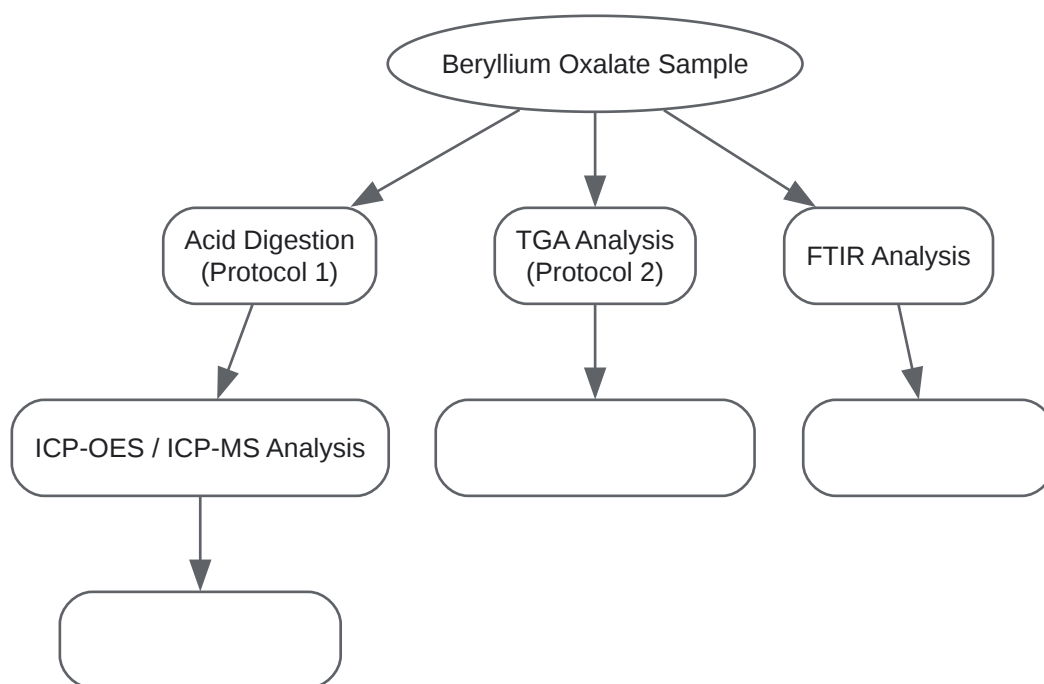 Beryllium Oxalate Sample
Acid Digestion
(Protocol 1)
TGA Analysis
(Protocol 2)
FTIR Analysis
ICP-OES / ICP-MS Analysis